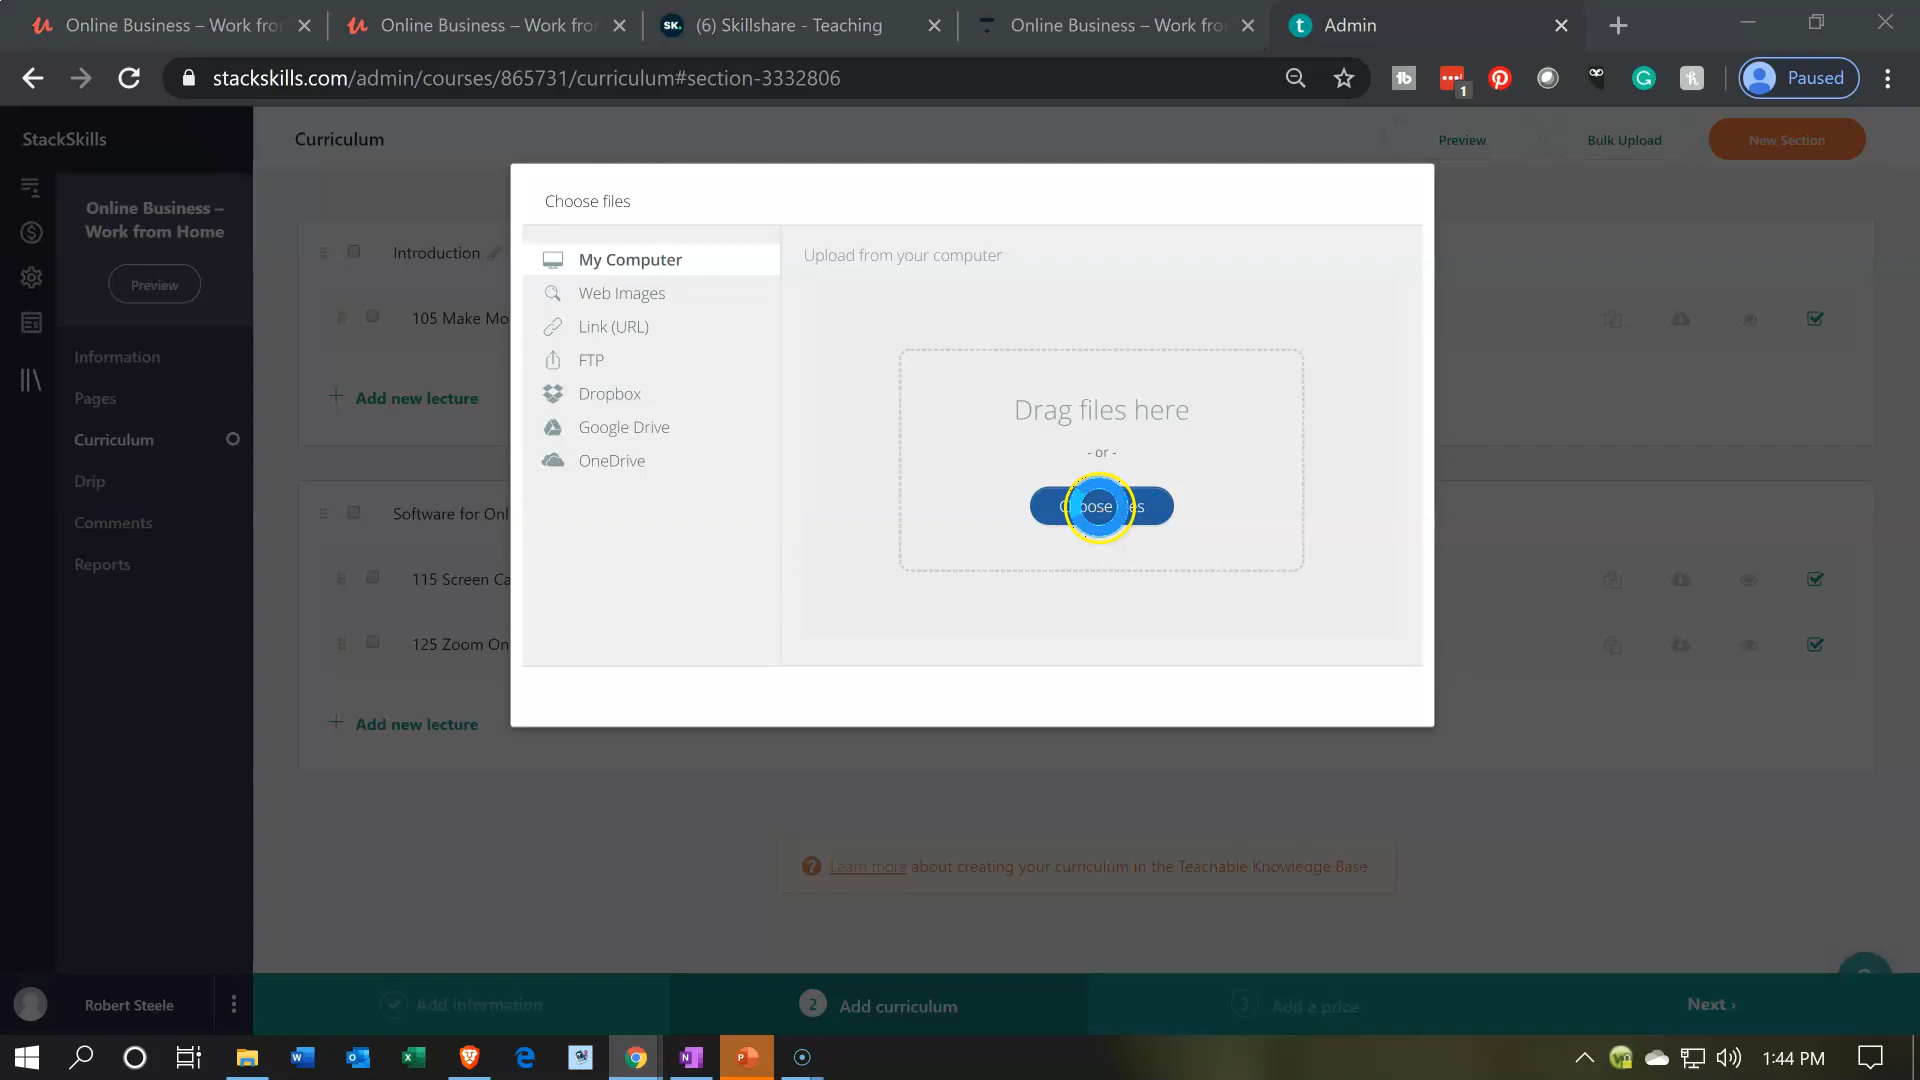 Online Business – Work fro
Online Business – Work fro
SK.
(6) Skillshare - Teaching
Online Business – Work fro
t
Admin
stackskills.com/admin/courses/865731/curriculum#section-3332806
1
Paused
StackSkills
Curriculum
Preview
Bulk Upload
New Section
Online Business –
Work from Home
Preview
Information
Pages
Curriculum
Drip
Comments
Reports
Introduction
105 Make Mo
Add new lecture
Software for Onl
115 Screen Ca
125 Zoom On
Add new lecture
Choose files
My Computer
Web Images
Link (URL)
FTP
Dropbox
Google Drive
OneDrive
Upload from your computer
Drag files here
- or -
Learn more about creating your curriculum in the Teachable Knowledge Base
Robert Steele
Add information
2 Add curriculum
3 Add a price
Next ›
1:44 PM